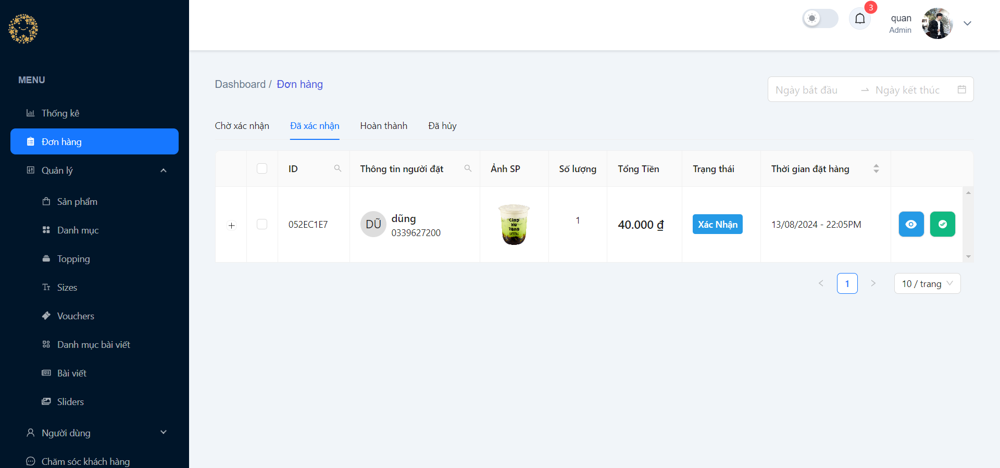 MENU
Thống kê
Đơn hàng
Quản lý
Sản phẩm
Danh mục
Topping
Sizes
Vouchers
Danh mục bài viết
Bài viết
Sliders
Người dùng
Chăm sóc khách hàng
3
quan
Admin
Dashboard / Đơn hàng
Ngày bắt đầu → Ngày kết thúc
Chờ xác nhận Đã xác nhận Hoàn thành Đã hủy
ID Thông tin người đặt Ảnh SP Số lượng Tổng Tiền Trạng thái Thời gian đặt hàng
052EC1E7
DŨ
dũng
0339627200
1
40.000 ₫
Xác Nhận
13/08/2024 - 22:05PM
< 1 > 10 / trang